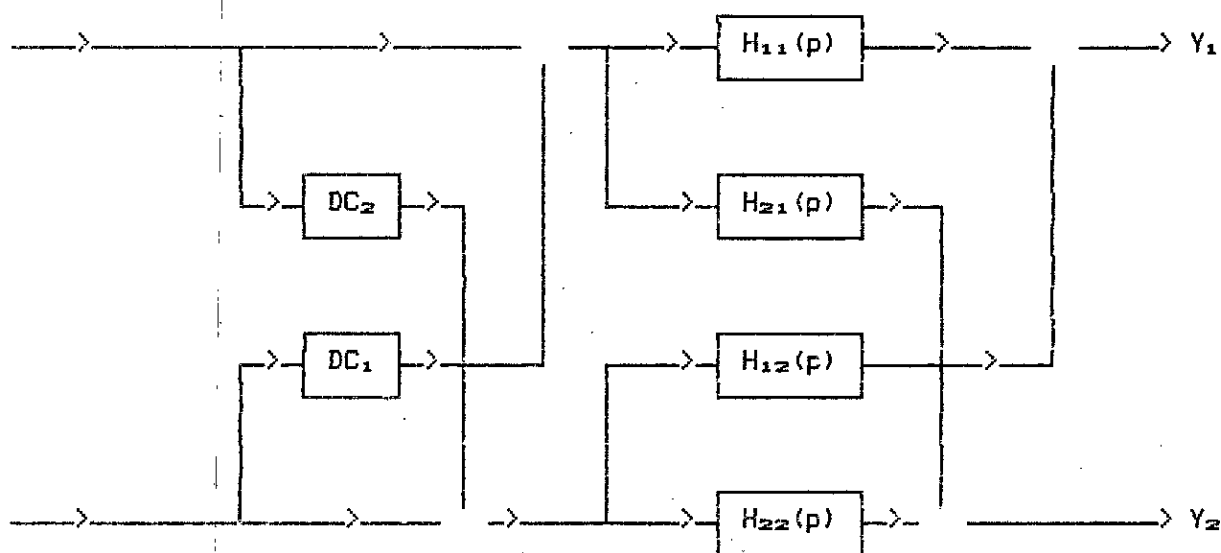 H₁₁(p)
Y₁
DC₂
H₂₁(p)
DC₁
H₁₂(p)
H₂₂(p)
Y₂